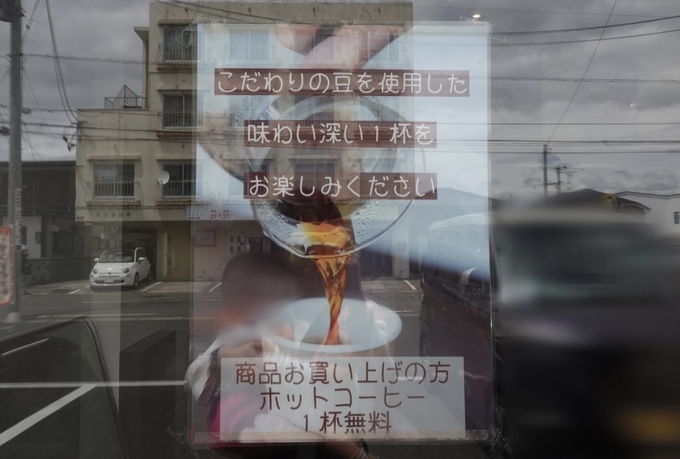 こだわりの豆を使用した
味わい深い1杯を
お楽しみください
商品お買い上げの方
ホットコーヒー
1杯無料